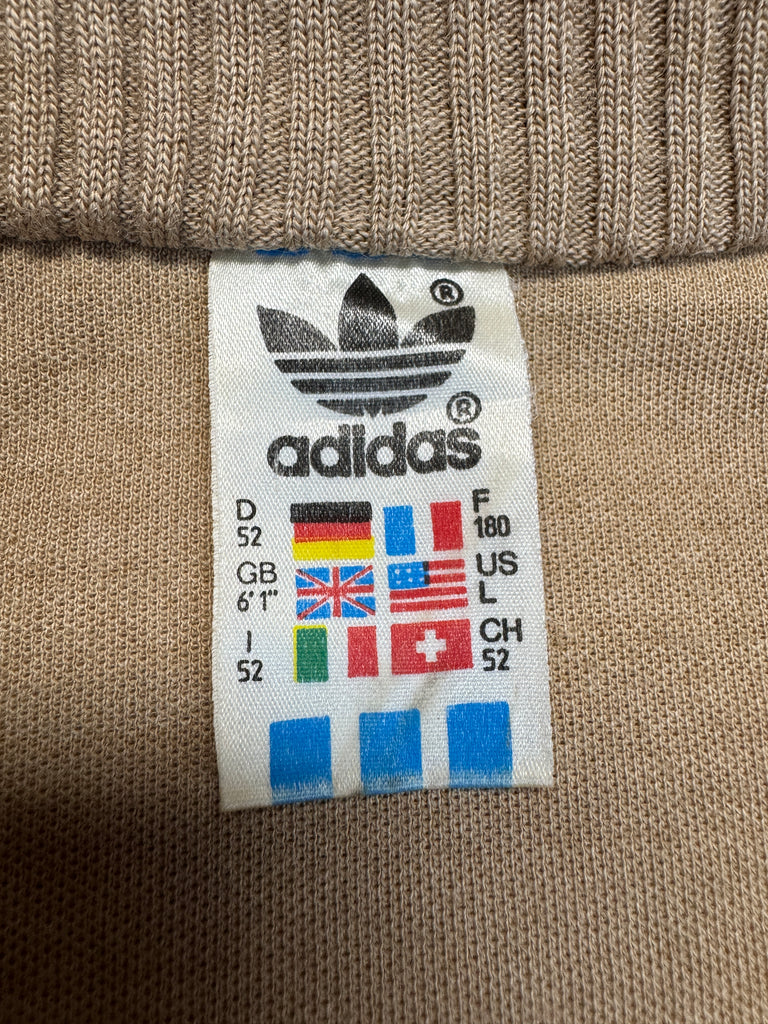 ®
®
adidas
D F
52 180
GB US
6'1" L
I CH
52 52